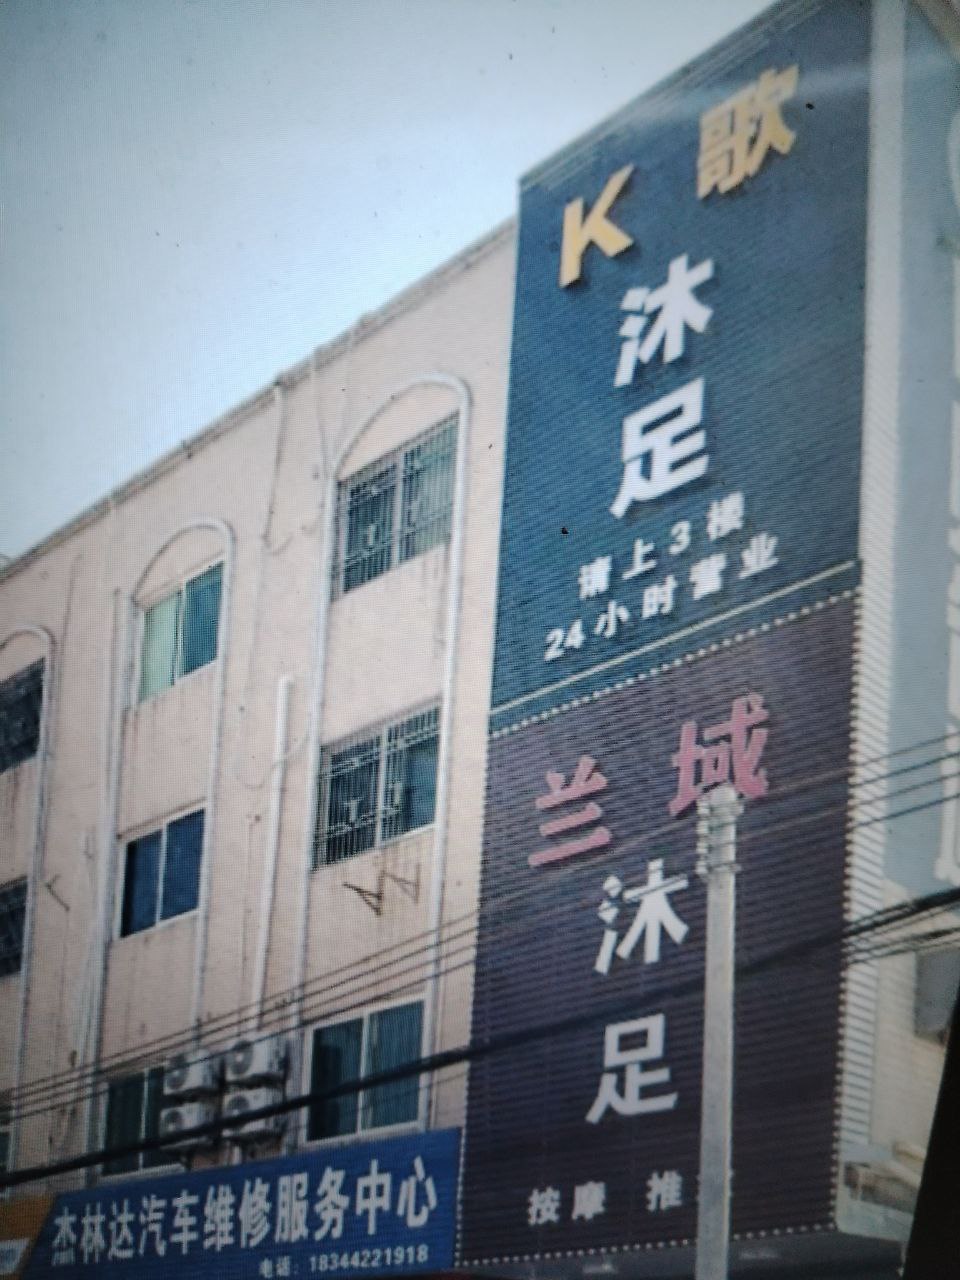 K 歌
沐
足
请上3楼
24小时营业
兰域
沐
足
按摩 推
杰林达汽车维修服务中心
电话：18344221918